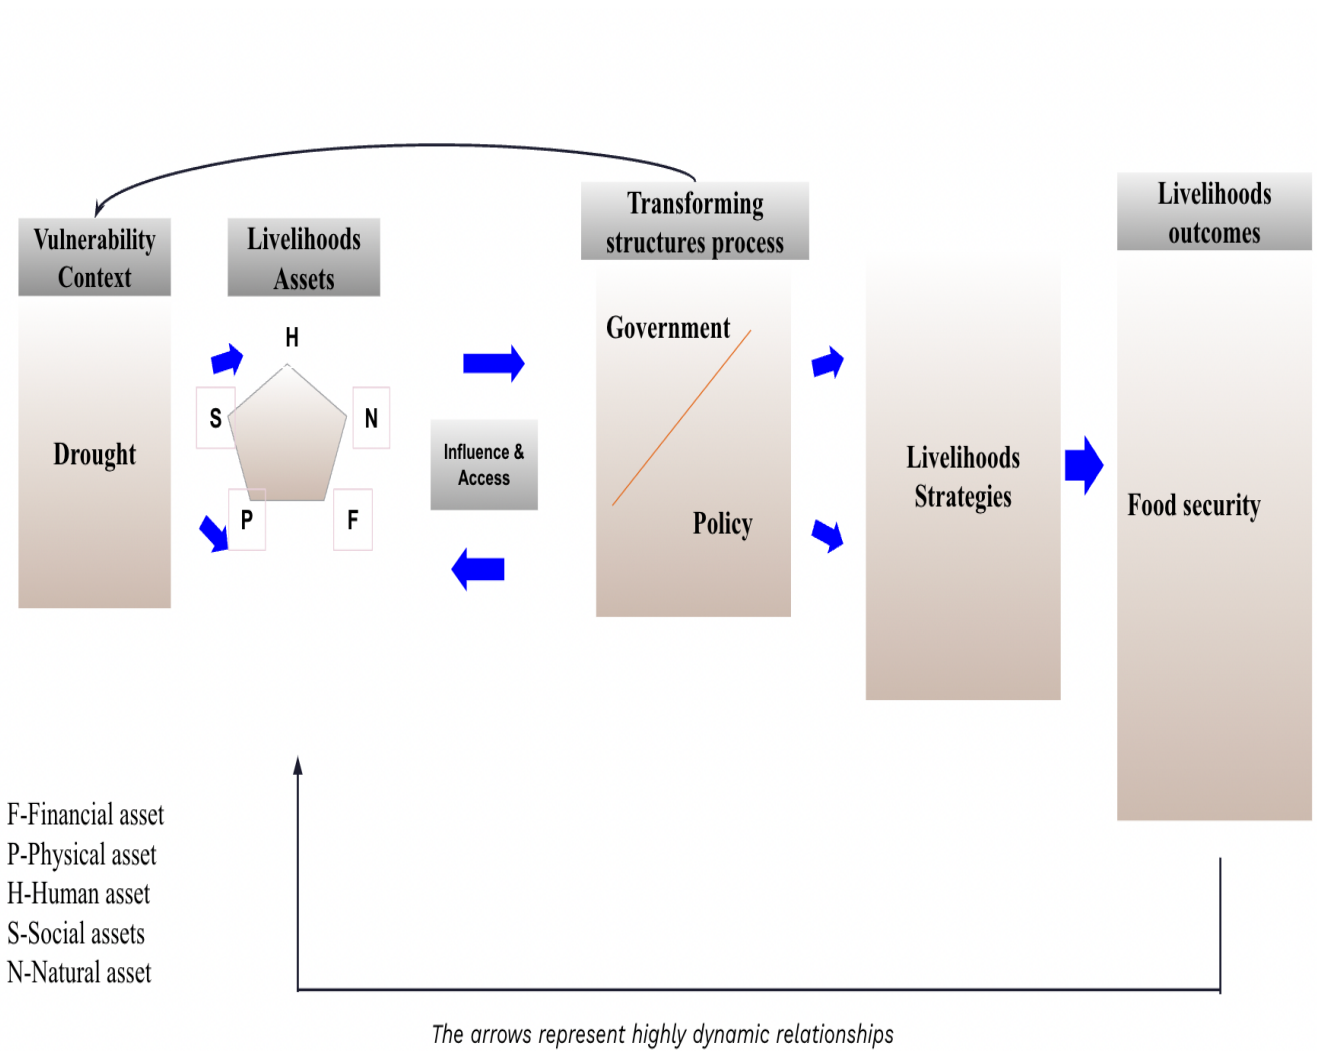 Vulnerability
Context
Drought
Livelihoods
Assets
H
S
N
P
F
Influence &
Access
Transforming
structures process
Government
Policy
Livelihoods
Strategies
Livelihoods
outcomes
Food security
F-Financial asset
P-Physical asset
H-Human asset
S-Social assets
N-Natural asset
The arrows represent highly dynamic relationships